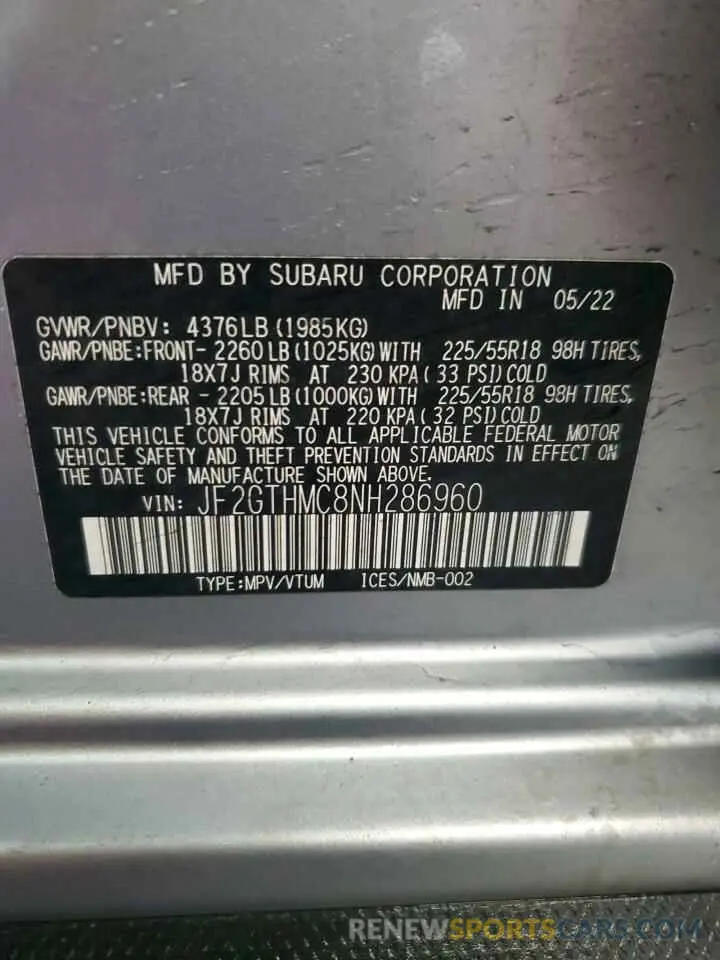 MFD BY SUBARU CORPORATION
MFD IN 05/22
GVWR/PNBV: 4376LB(1985KG)
GAWR/PNBE:FRONT-2260LB(1025KG)WITH 225/55R18 98H TIRES,
18X7J RIMS AT 230 KPA(33 PSI)COLD
GAWR/PNBE:REAR -2205LB(1000KG)WITH 225/55R18 98H TIRES,
18X7J RIMS AT 220 KPA(32 PSI)COLD
THIS VEHICLE CONFORMS TO ALL APPLICABLE FEDERAL MOTOR
VEHICLE SAFETY AND THEFT PREVENTION STANDARDS IN EFFECT ON
THE DATE OF MANUFACTURE SHOWN ABOVE.
VIN: JF2GTHMC8NH286960
TYPE:MPV/VTUM ICES/NMB-002
RENEWSPORTSCARS.COM